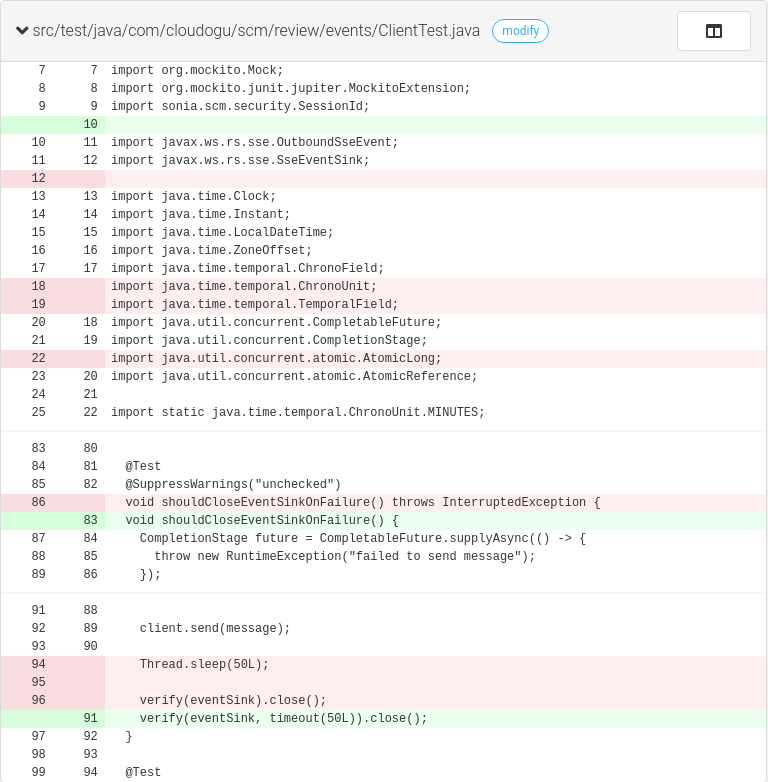 src/test/java/com/cloudogu/scm/review/events/ClientTest.java modify
7 7 import org.mockito.Mock;
8 8 import org.mockito.junit.jupiter.MockitoExtension;
9 9 import sonia.scm.security.SessionId;
10
10 11 import javax.ws.rs.sse.OutboundSseEvent;
11 12 import javax.ws.rs.sse.SseEventSink;
12
13 13 import java.time.Clock;
14 14 import java.time.Instant;
15 15 import java.time.LocalDateTime;
16 16 import java.time.ZoneOffset;
17 17 import java.time.temporal.ChronoField;
18 import java.time.temporal.ChronoUnit;
19 import java.time.temporal.TemporalField;
20 18 import java.util.concurrent.CompletableFuture;
21 19 import java.util.concurrent.CompletionStage;
22 import java.util.concurrent.atomic.AtomicLong;
23 20 import java.util.concurrent.atomic.AtomicReference;
24 21
25 22 import static java.time.temporal.ChronoUnit.MINUTES;
83 80
84 81 @Test
85 82 @SuppressWarnings("unchecked")
86 void shouldCloseEventSinkOnFailure() throws InterruptedException {
83 void shouldCloseEventSinkOnFailure() {
87 84 CompletionStage future = CompletableFuture.supplyAsync(() -> {
88 85 throw new RuntimeException("failed to send message");
89 86 });
91 88
92 89 client.send(message);
93 90
94 Thread.sleep(50L);
95
96 verify(eventSink).close();
91 verify(eventSink, timeout(50L)).close();
97 92 }
98 93
99 94 @Test